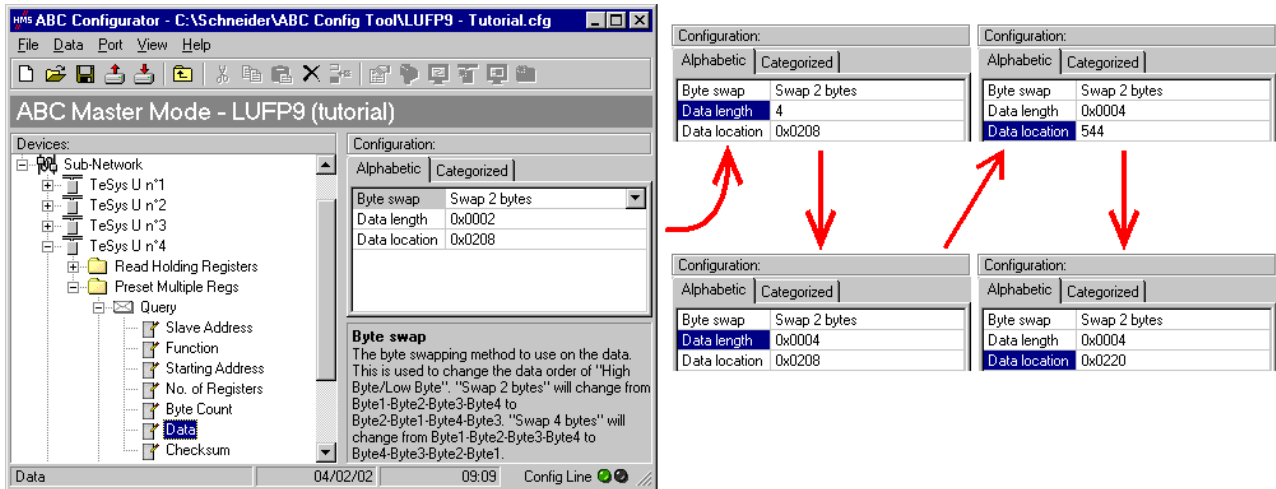 HMS ABC Configurator - C:\Schneider\ABC Config Tool\LUFP9 - Tutorial.cfg
File Data Port View Help
ABC Master Mode - LUFP9 (tutorial)
Devices:
Sub-Network
TeSys U n°1
TeSys U n°2
TeSys U n°3
TeSys U n°4
Read Holding Registers
Preset Multiple Regs
Query
Slave Address
Function
Starting Address
No. of Registers
Byte Count
Data
Checksum
Configuration:
Alphabetic Categorized
Byte swap Swap 2 bytes
Data length 0x0002
Data location 0x0208
Byte swap
The byte swapping method to use on the data.
This is used to change the data order of "High
Byte/Low Byte". "Swap 2 bytes" will change from
Byte1-Byte2-Byte3-Byte4 to
Byte2-Byte1-Byte4-Byte3. "Swap 4 bytes" will
change from Byte1-Byte2-Byte3-Byte4 to
Byte4-Byte3-Byte2-Byte1.
Data 04/02/02 09:09 Config Line
Configuration:
Alphabetic Categorized
Byte swap Swap 2 bytes
Data length 4
Data location 0x0208
Configuration:
Alphabetic Categorized
Byte swap Swap 2 bytes
Data length 0x0004
Data location 0x0208
Configuration:
Alphabetic Categorized
Byte swap Swap 2 bytes
Data length 0x0004
Data location 544
Configuration:
Alphabetic Categorized
Byte swap Swap 2 bytes
Data length 0x0004
Data location 0x0220